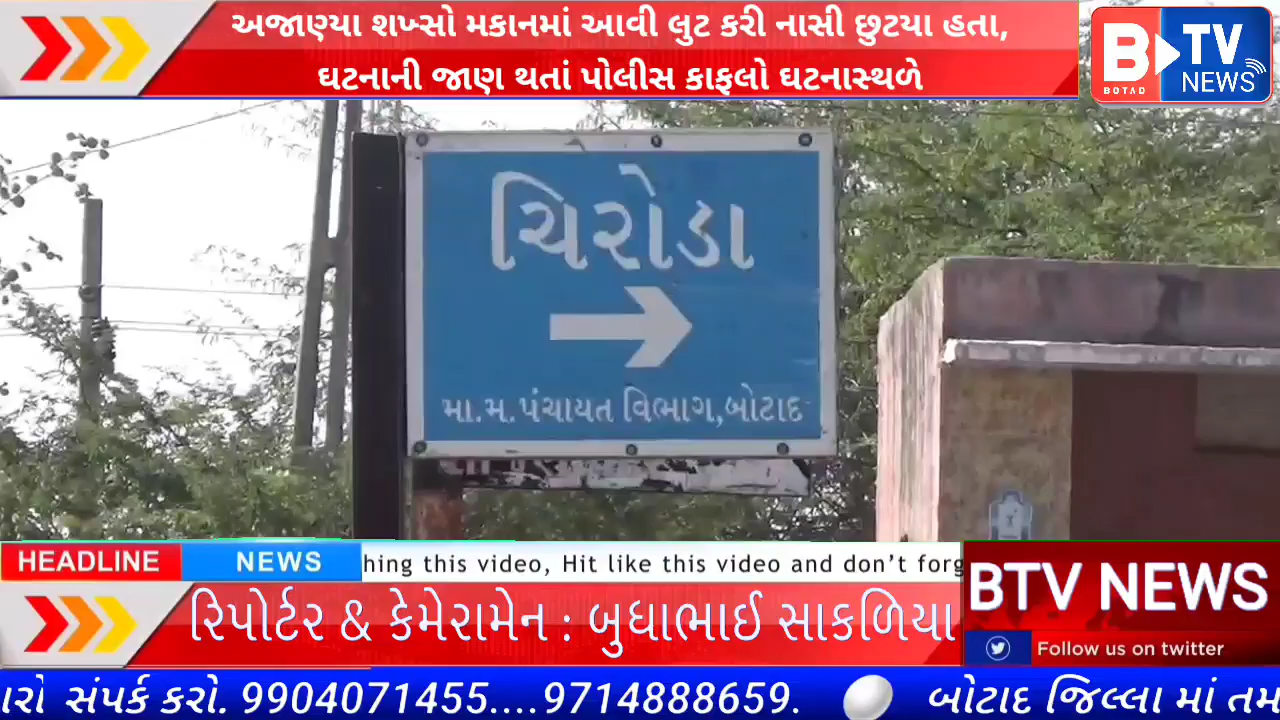 અજાણ્યા શખ્સો મકાનમાં આવી લુટ કરી નાસી છુટયા હતા,
ઘટનાની જાણ થતાં પોલીસ કાફલો ઘટનાસ્થળે
B TV
BOTAD NEWS
ચિરોડા
મા.મ.પંચાયત વિભાગ,બોટાદ
HEADLINE NEWS hing this video, Hit like this video and don't forg
BTV NEWS
રિપોર્ટર & કેમેરામેન : બુધાભાઈ સાકળિયા
Follow us on twitter
ારો સંપર્ક કરો. 9904071455....9714888659. બોટાદ જિલ્લા માં તમ